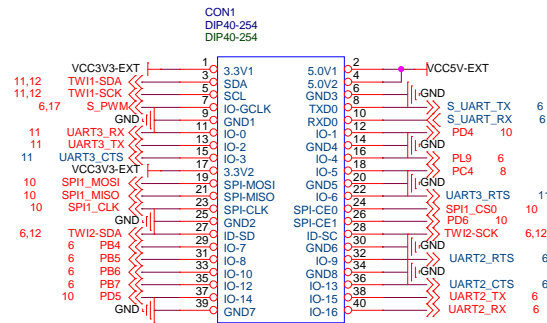 CON1
DIP40-254
DIP40-254
VCC3V3-EXT 1 3.3V1 5.0V1 2 VCC5V-EXT
11,12 TWI1-SDA 3 SDA 5.0V2 4
11,12 TWI1-SCK 5 SCL GND3 6 GND
6,17 S_PWM 7 IO-GCLK TXD0 8 S_UART_TX 6
GND 9 GND1 RXD0 10 S_UART_RX 6
11 UART3_RX 11 IO-0 IO-1 12 PD4 10
11 UART3_TX 13 IO-2 GND4 14 GND
11 UART3_CTS 15 IO-3 IO-4 16 PL9 6
VCC3V3-EXT 17 3.3V2 IO-5 18 PC4 8
10 SPI1_MOSI 19 SPI-MOSI GND5 20 GND
10 SPI1_MISO 21 SPI-MISO IO-6 22 UART3_RTS 11
10 SPI1_CLK 23 SPI-CLK SPI-CE0 24 SPI1_CS0 10
GND 25 GND2 SPI-CE1 26 PD6 10
6,12 TWI2-SDA 27 ID-SD ID-SC 28 TWI2-SCK 6,12
6 PB4 29 IO-7 GND6 30 GND
6 PB5 31 IO-8 IO-9 32 UART2_RTS 6
6 PB6 33 IO-10 GND8 34 GND
6 PB7 35 IO-12 IO-13 36 UART2_CTS 6
10 PD5 37 IO-14 IO-15 38 UART2_TX 6
GND 39 GND7 IO-16 40 UART2_RX 6